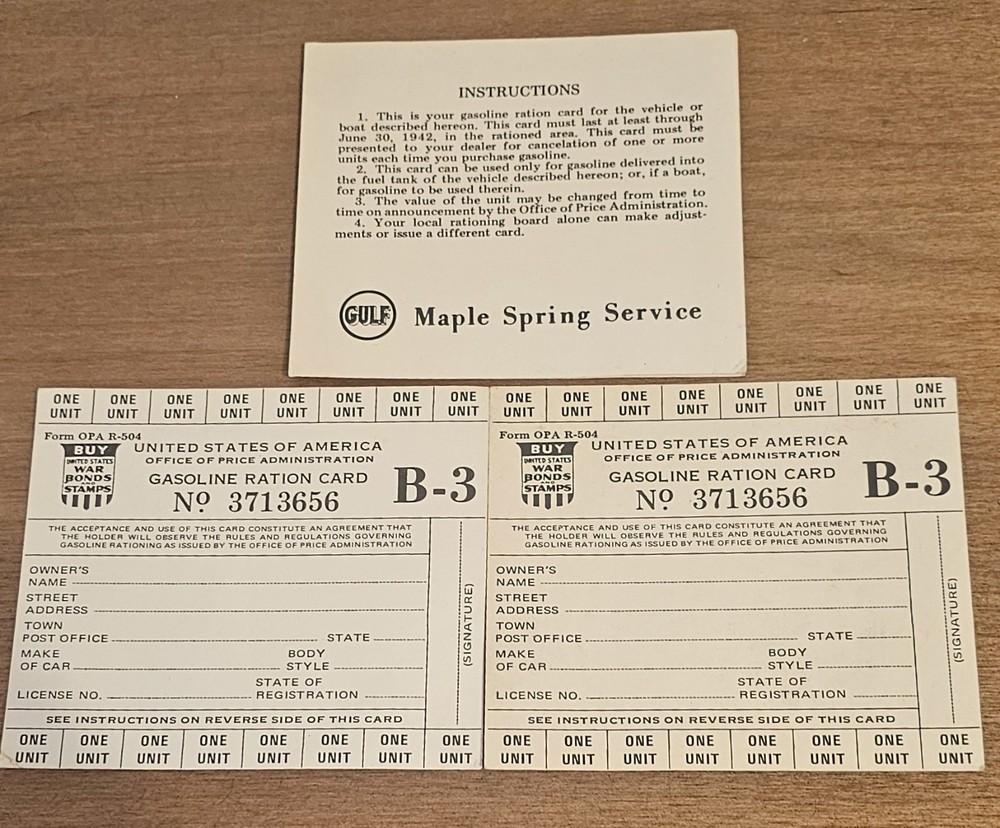 INSTRUCTIONS
1. This is your gasoline ration card for the vehicle or
boat described hereon. This card must last at least through
June 30, 1942, in the rationed area. This card must be
presented to your dealer for cancelation of one or more
units each time you purchase gasoline.
2. This card can be used only for gasoline delivered into
the fuel tank of the vehicle described hereon; or, if a boat,
for gasoline to be used therein.
3. The value of the unit may be changed from time to
time on announcement by the Office of Price Administration.
4. Your local rationing board alone can make adjust-
ments or issue a different card.
GULF Maple Spring Service
ONE UNIT ONE UNIT ONE UNIT ONE UNIT ONE UNIT ONE UNIT ONE UNIT ONE UNIT
Form OPA R-504
BUY
UNITED STATES
WAR
BONDS
AND
STAMPS
UNITED STATES OF AMERICA
OFFICE OF PRICE ADMINISTRATION
GASOLINE RATION CARD
Nº 3713656
B-3
THE ACCEPTANCE AND USE OF THIS CARD CONSTITUTE AN AGREEMENT THAT
THE HOLDER WILL OBSERVE THE RULES AND REGULATIONS GOVERNING
GASOLINE RATIONING AS ISSUED BY THE OFFICE OF PRICE ADMINISTRATION
OWNER'S
NAME
STREET
ADDRESS
TOWN
POST OFFICE STATE
MAKE BODY
OF CAR STYLE
STATE OF
LICENSE NO. REGISTRATION
(SIGNATURE)
SEE INSTRUCTIONS ON REVERSE SIDE OF THIS CARD
ONE UNIT ONE UNIT ONE UNIT ONE UNIT ONE UNIT ONE UNIT ONE UNIT ONE UNIT
ONE UNIT ONE UNIT ONE UNIT ONE UNIT ONE UNIT ONE UNIT ONE UNIT ONE UNIT
Form OPA R-504
BUY
UNITED STATES
WAR
BONDS
AND
STAMPS
UNITED STATES OF AMERICA
OFFICE OF PRICE ADMINISTRATION
GASOLINE RATION CARD
Nº 3713656
B-3
THE ACCEPTANCE AND USE OF THIS CARD CONSTITUTE AN AGREEMENT THAT
THE HOLDER WILL OBSERVE THE RULES AND REGULATIONS GOVERNING
GASOLINE RATIONING AS ISSUED BY THE OFFICE OF PRICE ADMINISTRATION
OWNER'S
NAME
STREET
ADDRESS
TOWN
POST OFFICE STATE
MAKE BODY
OF CAR STYLE
STATE OF
LICENSE NO. REGISTRATION
(SIGNATURE)
SEE INSTRUCTIONS ON REVERSE SIDE OF THIS CARD
ONE UNIT ONE UNIT ONE UNIT ONE UNIT ONE UNIT ONE UNIT ONE UNIT ONE UNIT